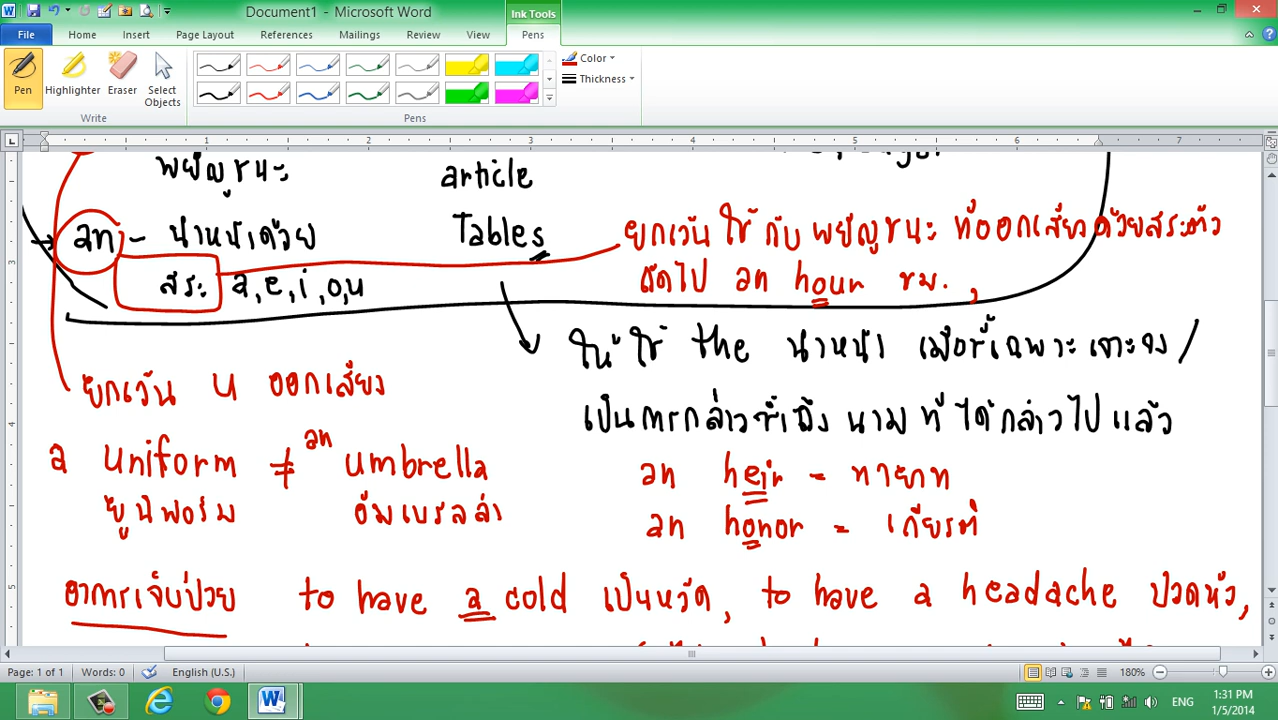 Document1 - Microsoft Word
Ink Tools
File Home Insert Page Layout References Mailings Review View Pens
Pen Highlighter Eraser Select Objects
Color
Thickness
Write Pens
1 2 3 4 5 6 7
พยัญชนะ article
an - นำหน้าด้วย Tables
สระ a, e, i, o, u
ยกเว้น ใช้ กับ พยัญชนะ ที่ออกเสียงด้วยสระตัว
ถัดไป an hour ชม. ,
ให้ใช้ the นำหน้า เมื่อชี้เฉพาะเจาะจง /
เป็นการกล่าวซ้ำถึง นาม ที่ ได้กล่าวไป แล้ว
ยกเว้น u ออกเสียง
a uniform ≠ an umbrella
ยูนิฟอร์ม อัมเบรลล่า
an heir = ทายาท
an honor = เกียรติ
อาการเจ็บป่วย to have a cold เป็นหวัด, to have a headache ปวดหัว,
Page: 1 of 1 Words: 0 English (U.S.) 180%
ENG 1:31 PM
1/5/2014